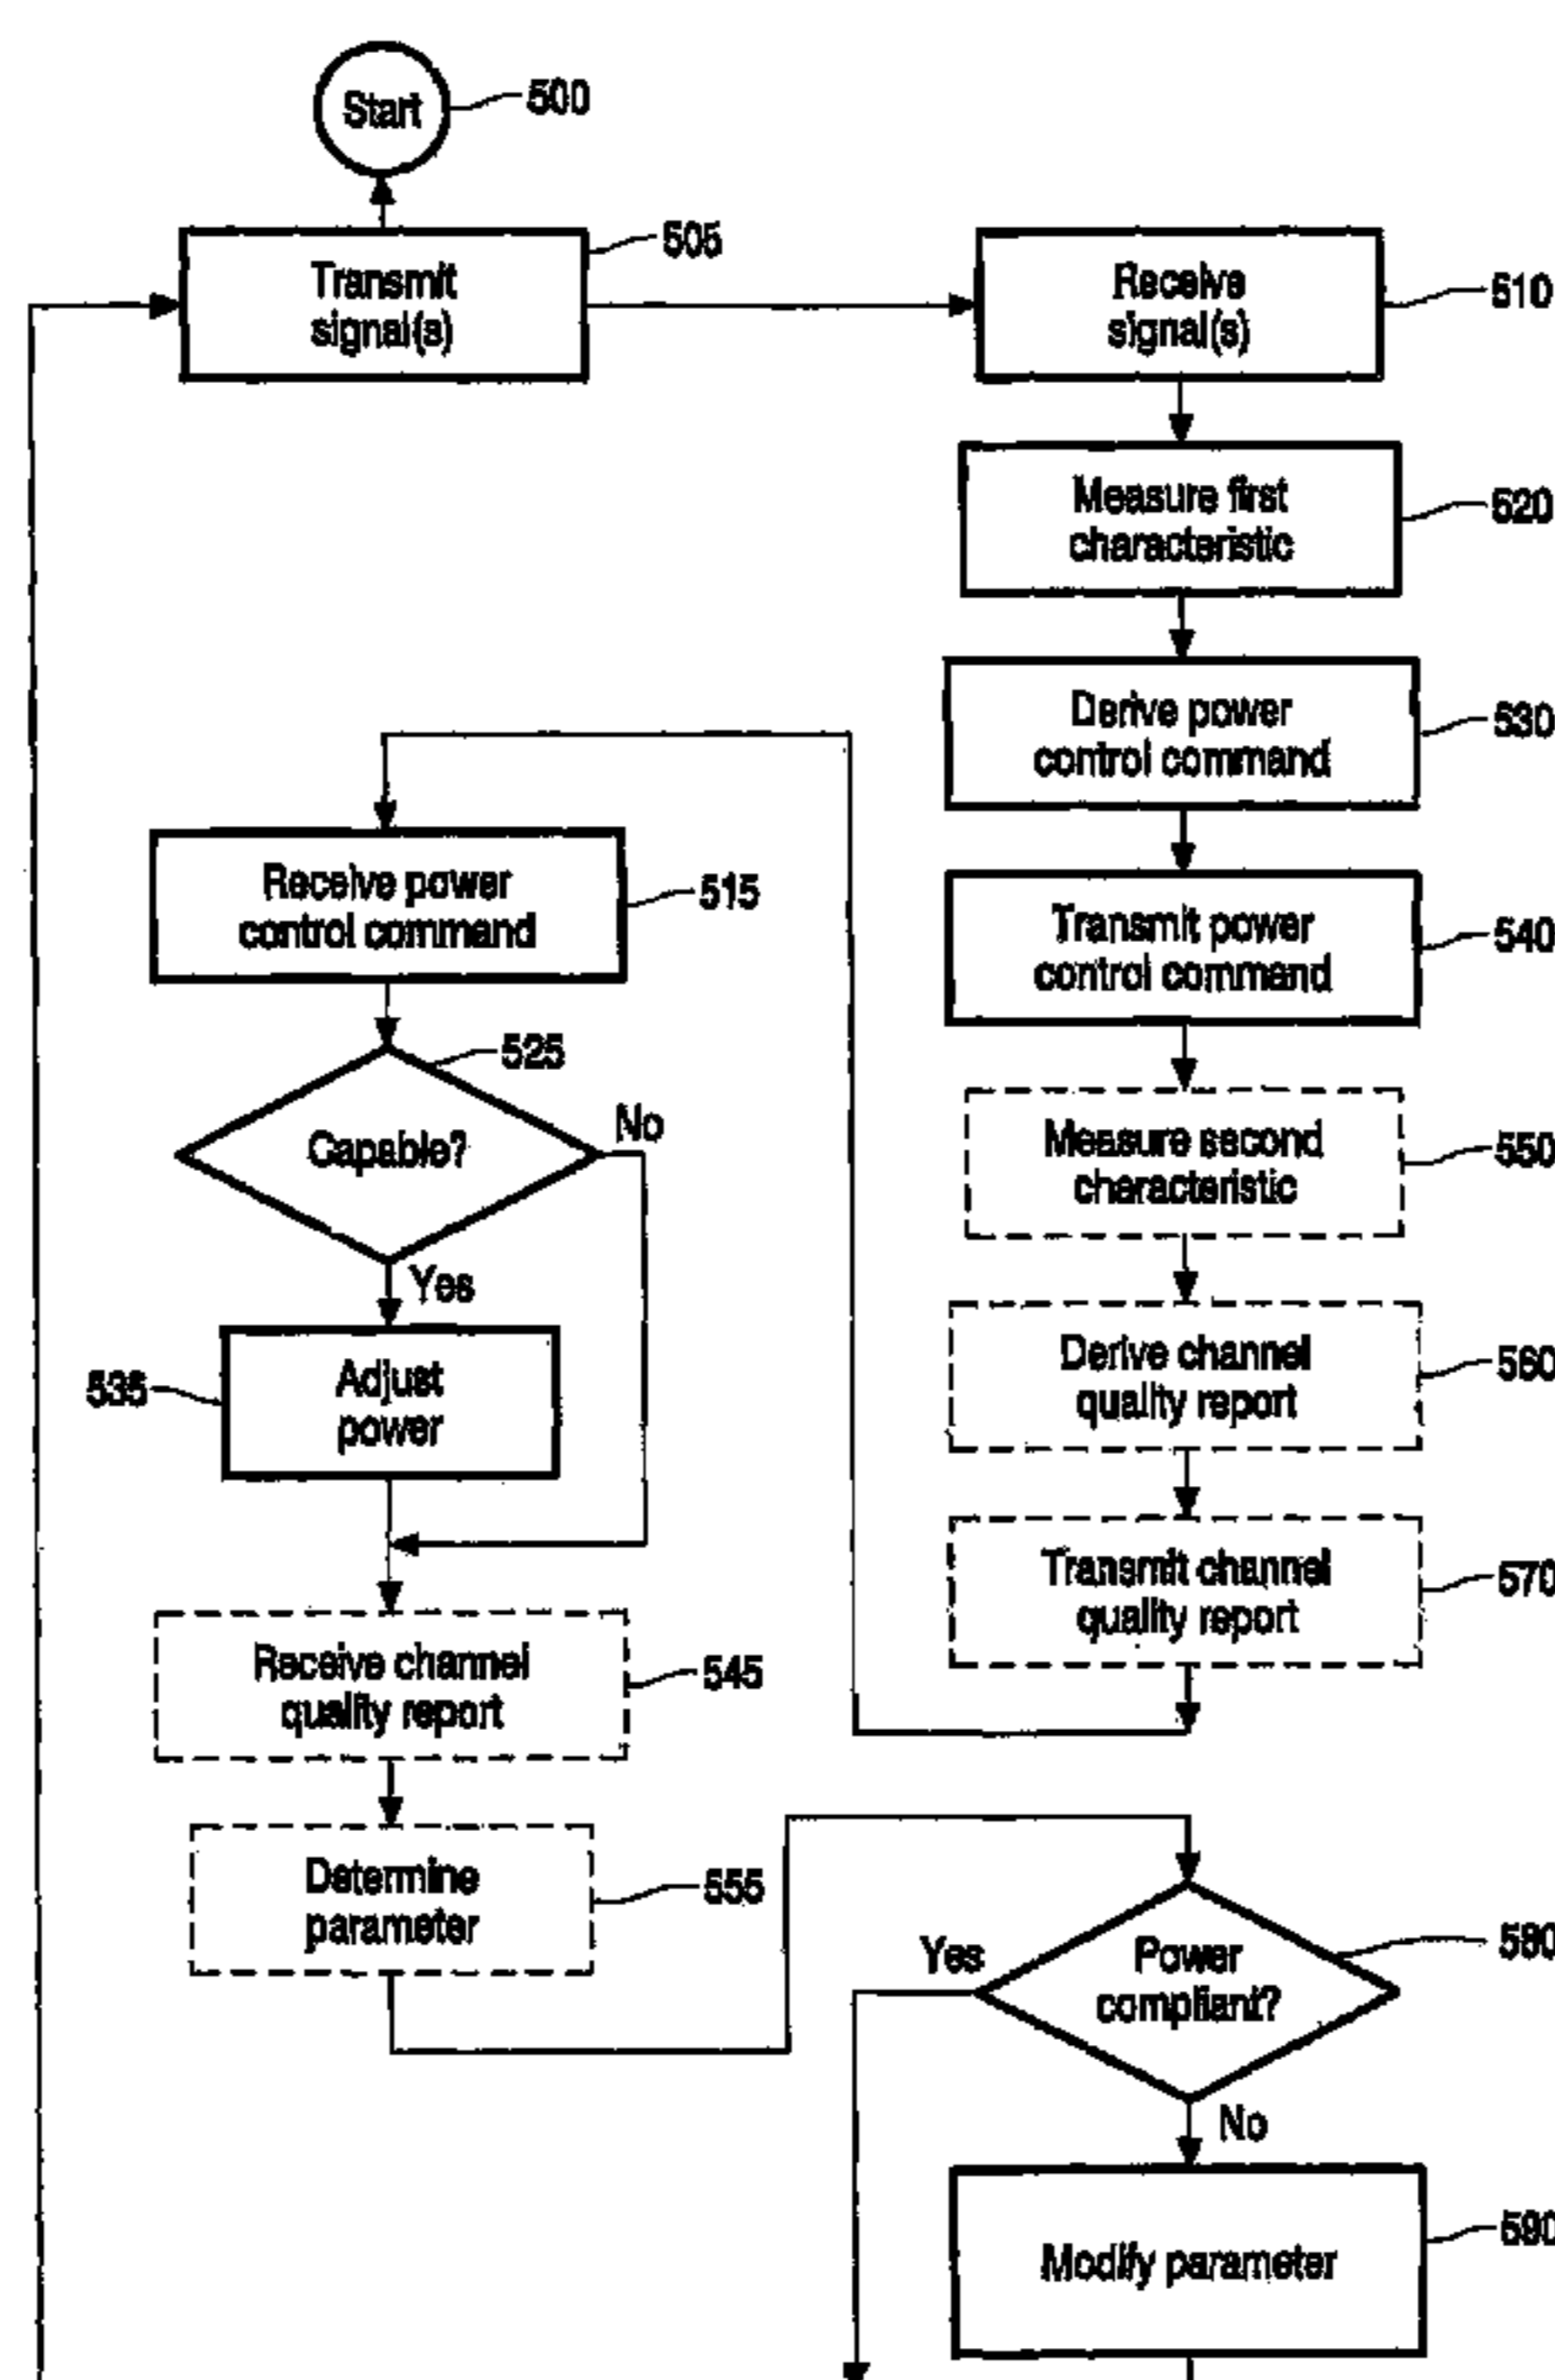 Start
500
Transmit
signal(s)
505
Receive
signal(s)
510
Measure first
characteristic
520
Derive power
control command
530
Receive power
control command
515
Transmit power
control command
540
525
Capable?
No
Yes
Measure second
characteristic
550
Adjust
power
535
Derive channel
quality report
560
Transmit channel
quality report
570
Receive channel
quality report
545
Determine
parameter
555
Power
compliant?
580
Yes
No
Modify parameter
590